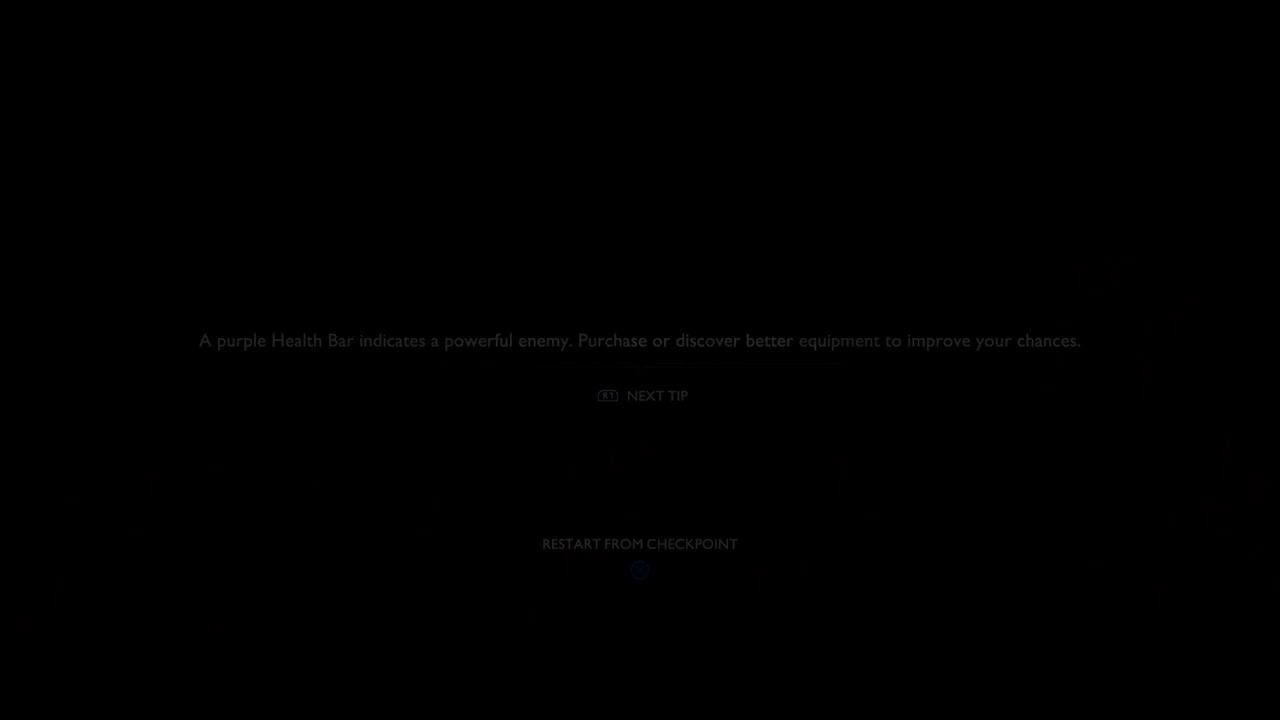 A purple Health Bar indicates a powerful enemy. Purchase or discover better equipment to improve your chances.
R1 NEXT TIP
RESTART FROM CHECKPOINT